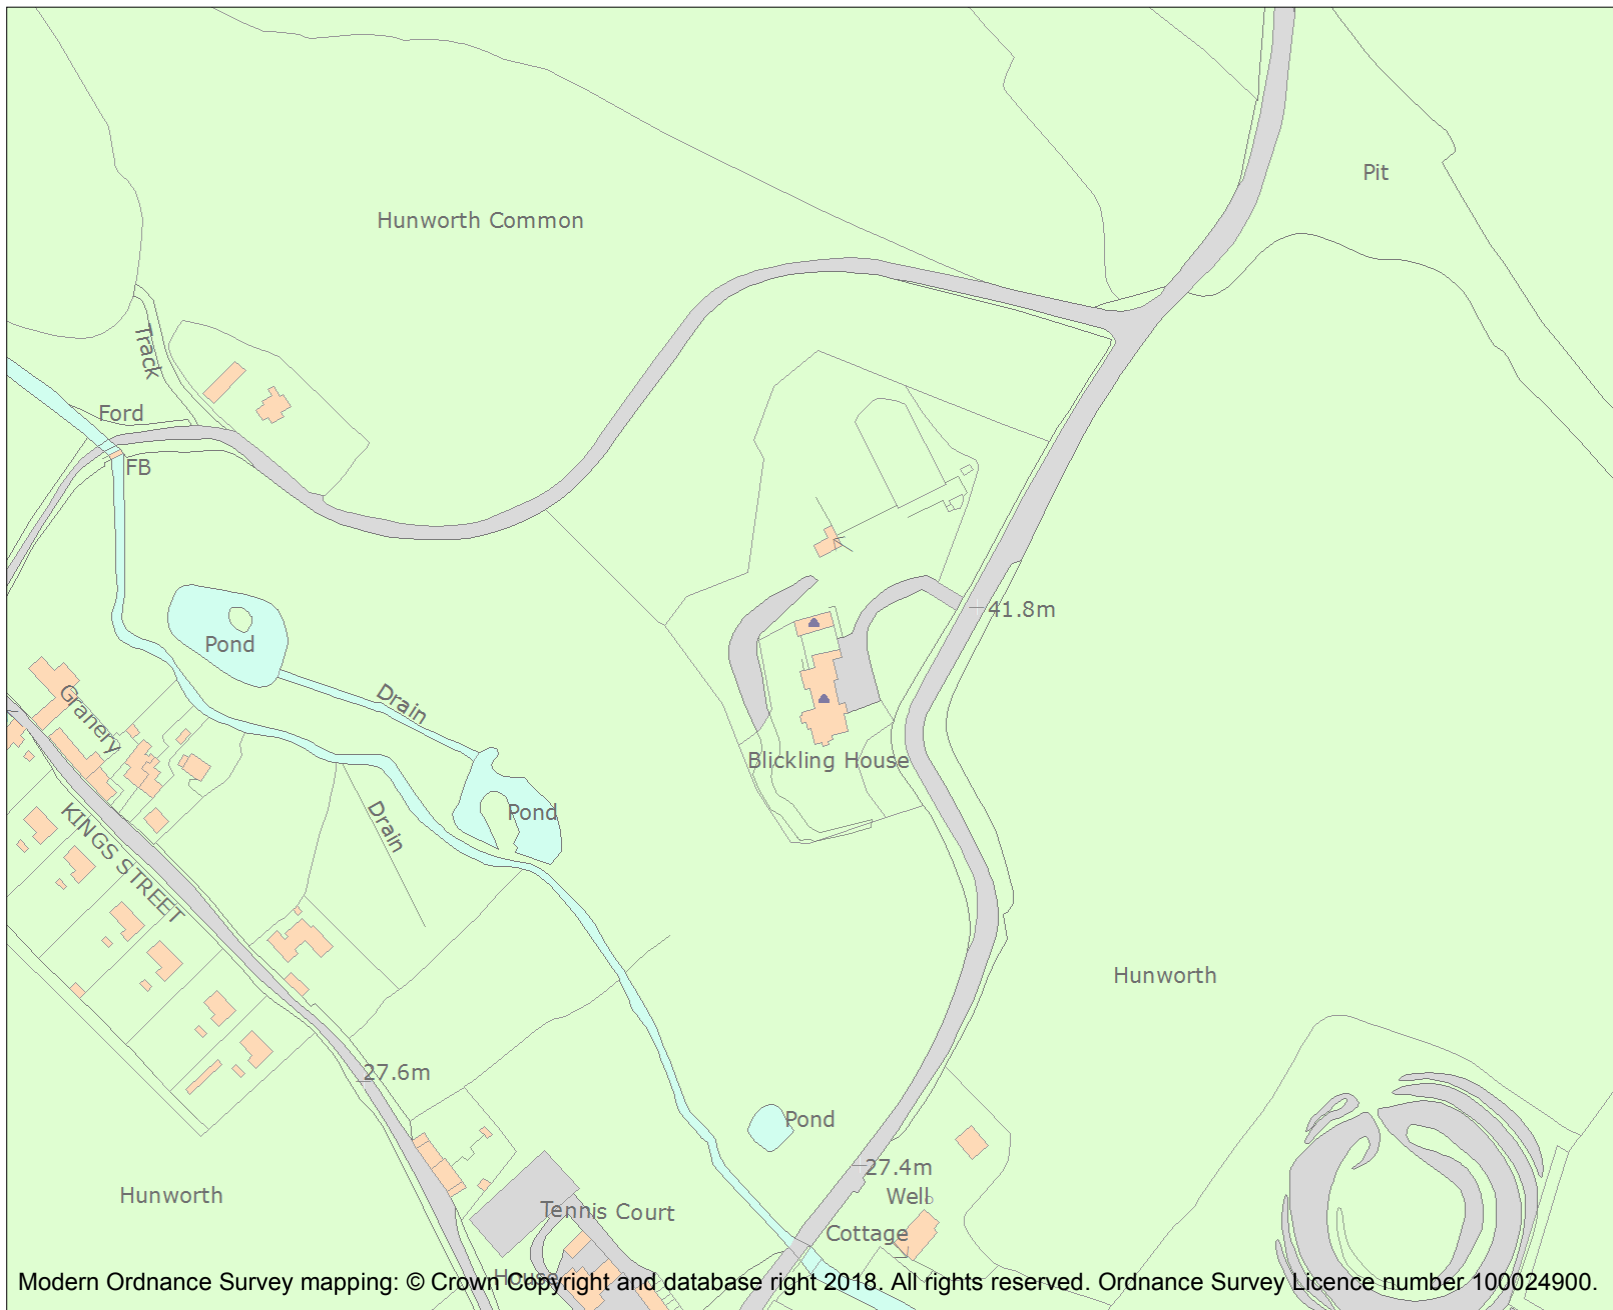 Pit
Hunworth Common
Track
Ford
FB
41.8m
Pond
Granery
Drain
Blickling House
Pond
Drain
KINGS STREET
Hunworth
27.6m
Pond
27.4m
Well
Hunworth
Tennis Court
Cottage
House
Modern Ordnance Survey mapping: © Crown Copyright and database right 2018. All rights reserved. Ordnance Survey Licence number 100024900.